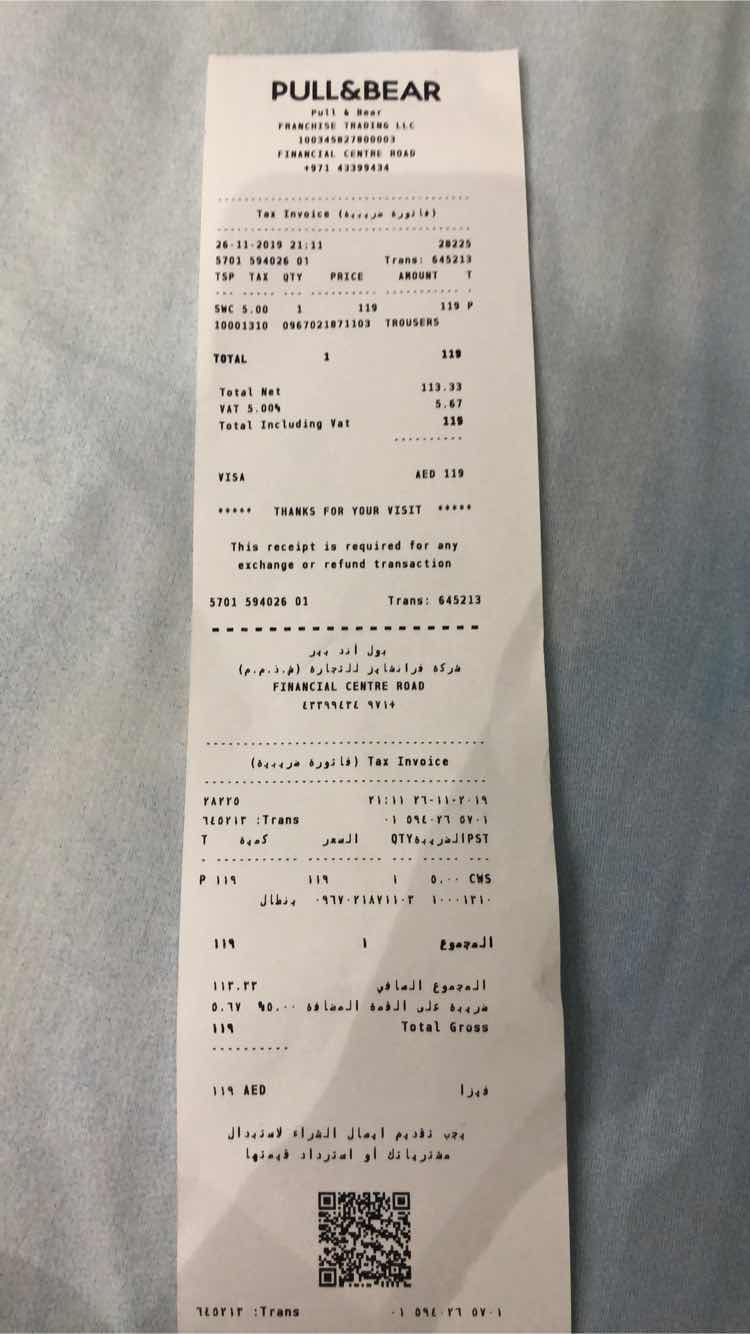 PULL&BEAR
Pull & Bear
FRANCHISE TRADING LLC
100345827800003
FINANCIAL CENTRE ROAD
+971 43399434
Tax Invoice (فاتورة ضريبية)
26-11-2019 21:11 28225
5701 594026 01 Trans: 645213
TSP TAX QTY PRICE AMOUNT T
SWC 5.00 1 119 119 P
10001310 0967021871103 TROUSERS
TOTAL 1 119
Total Net 113.33
VAT 5.00% 5.67
Total Including Vat 119
VISA AED 119
***** THANKS FOR YOUR VISIT *****
This receipt is required for any
exchange or refund transaction
5701 594026 01 Trans: 645213
بول أند بير
شركة فرانشايز للتجارة (ش.ذ.م.م)
FINANCIAL CENTRE ROAD
٤٣٣٩٩٤٣٤ ٩٧١+
(فاتورة ضريبية) Tax Invoice
٢٨٢٢٥ ٢١:١١ ٢٦-١١-٢٠١٩
٦٤٥٢١٣ :Trans ٠١ ٥٩٤٠٢٦ ٥٧٠١
T كمية السعر QTY الضريبة PST
P ١١٩ ١١٩ ١ ٥.٠٠ CWS
بنطال ٠٩٦٧٠٢١٨٧١١٠٣ ١٠٠٠١٣١٠
المجموع ١ ١١٩
المجموع الصافي ١١٣.٣٣
ضريبة على القمة المضافة ٥.٠٠% ٥.٦٧
١١٩ Total Gross
فيزا ١١٩ AED
يجب تقديم ايصال الشراء لاستبدال
مشترياتك أو استرداد قيمتها
٦٤٥٢١٣ :Trans ٠١ ٥٩٤٠٢٦ ٥٧٠١